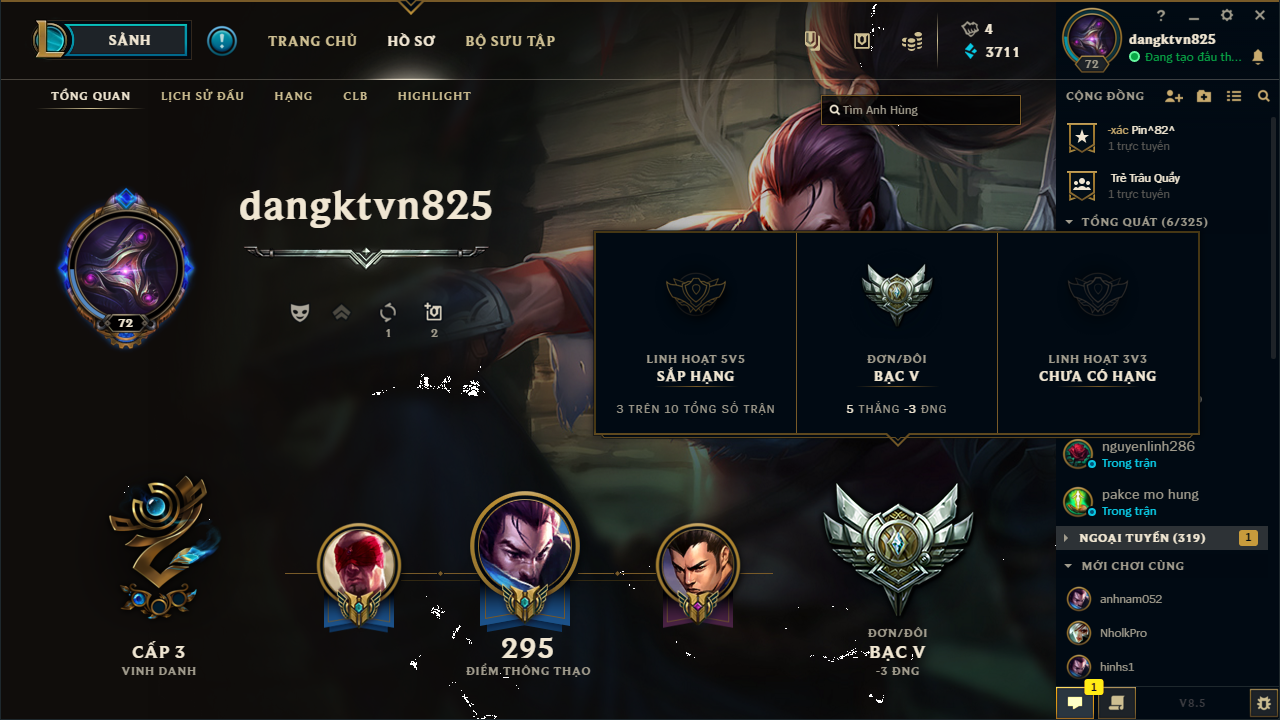 SẢNH
TRANG CHỦ
HỒ SƠ
BỘ SƯU TẬP
4
3711
?
dangktvn825
Đang tạo đấu th...
72
TỔNG QUAN
LỊCH SỬ ĐẤU
HẠNG
CLB
HIGHLIGHT
Tìm Anh Hùng
CỘNG ĐỒNG
-xác Pin^82^
1 trực tuyến
Trẻ Trâu Quẩy
1 trực tuyến
TỔNG QUÁT (6/325)
dangktvn825
72
1
2
LINH HOẠT 5V5
SẮP HẠNG
3 TRÊN 10 TỔNG SỐ TRẬN
ĐƠN/ĐÔI
BẠC V
5 THẮNG -3 ĐNG
LINH HOẠT 3V3
CHƯA CÓ HẠNG
nguyenlinh286
Trong trận
pakce mo hung
Trong trận
NGOẠI TUYẾN (319)
1
MỚI CHƠI CÙNG
anhnam052
NholkPro
hinhs1
CẤP 3
VINH DANH
295
ĐIỂM THÔNG THẠO
ĐƠN/ĐÔI
BẠC V
-3 ĐNG
1
V8.5